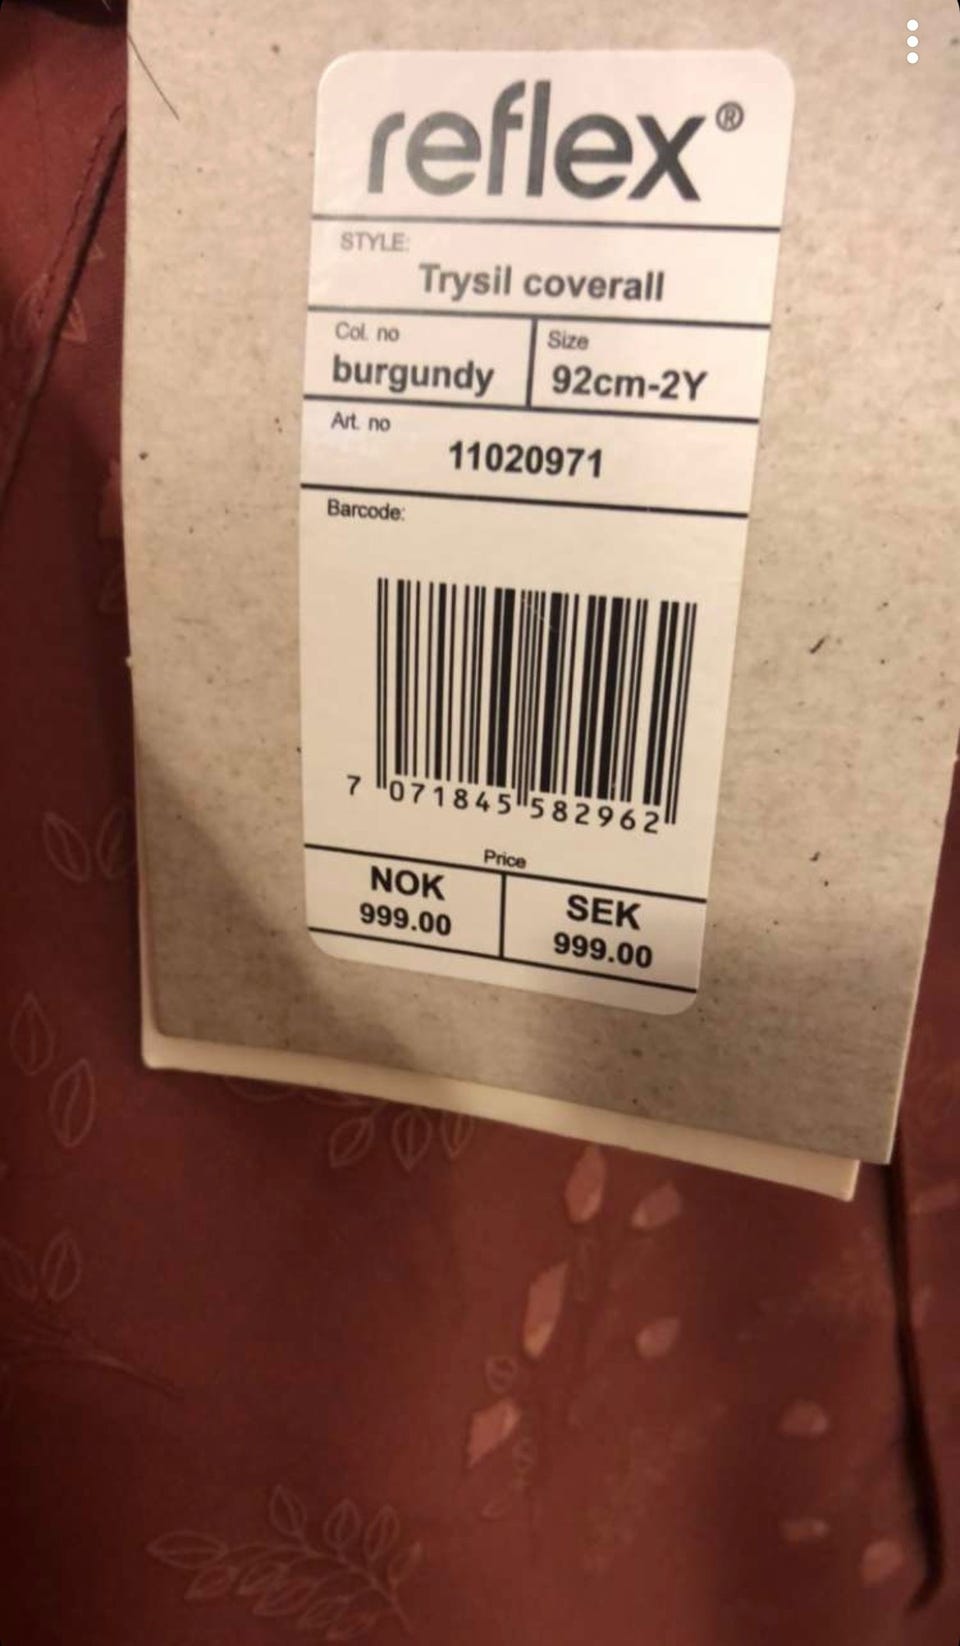 reflex®
STYLE:
Trysil coverall
Col. no
burgundy
Size
92cm-2Y
Art. no
11020971
Barcode:
7 071845 582962
Price
NOK
999.00
SEK
999.00